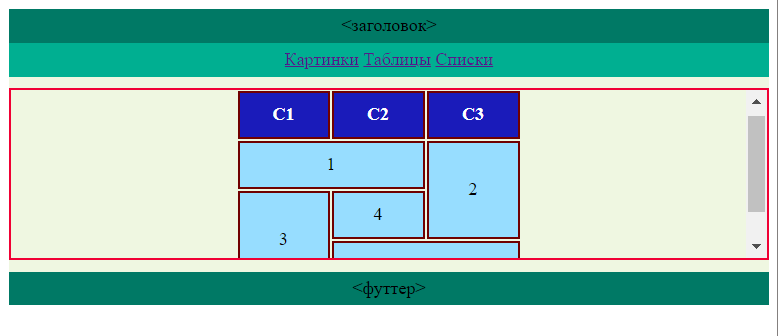 <заголовок>
Картинки Таблицы Списки
C1 C2 C3
1
2
4
3
<футтер>